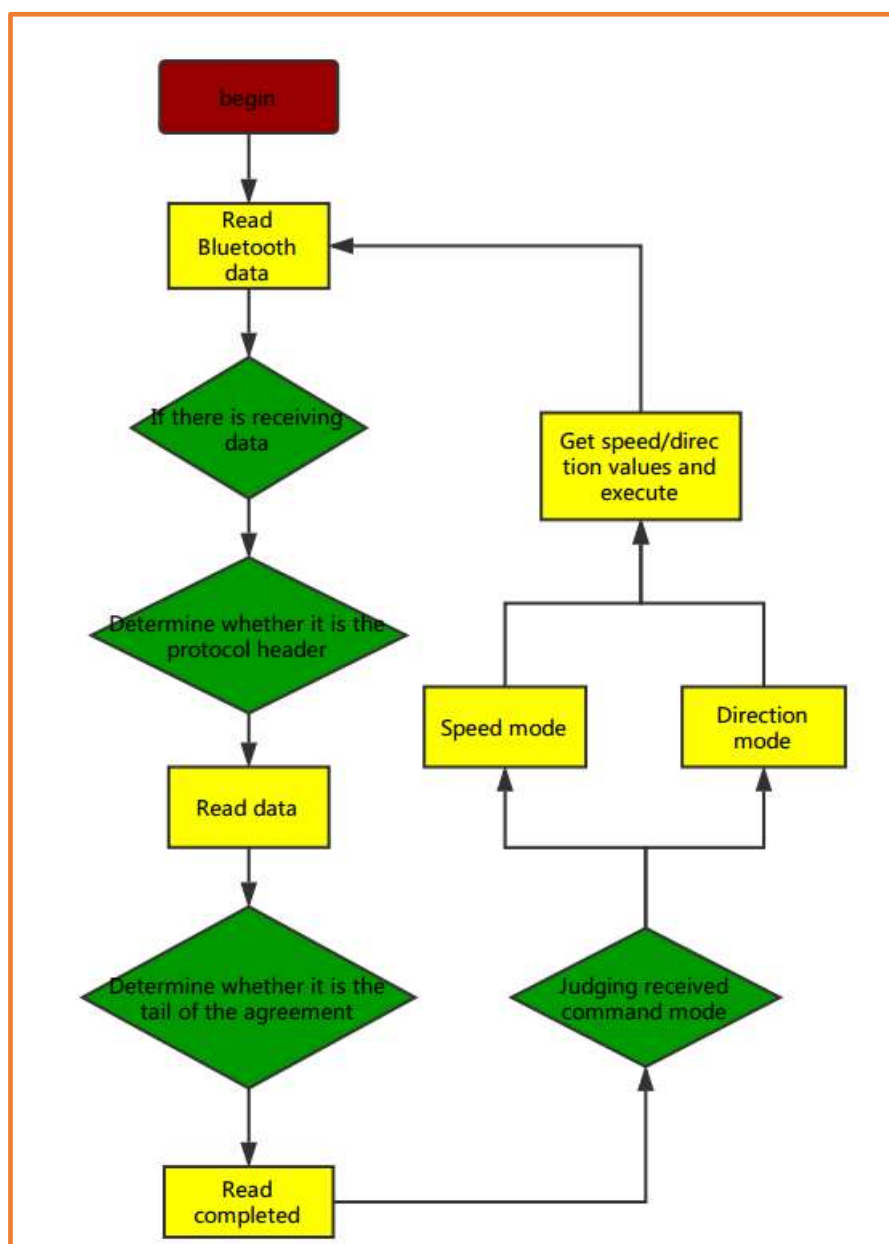 begin
Read
Bluetooth
data
If there is receiving
data
Determine whether it is the
protocol header
Read data
Determine whether it is the
tail of the agreement
Read
completed
Judging received
command mode
Speed mode
Direction
mode
Get speed/direc
tion values and
execute